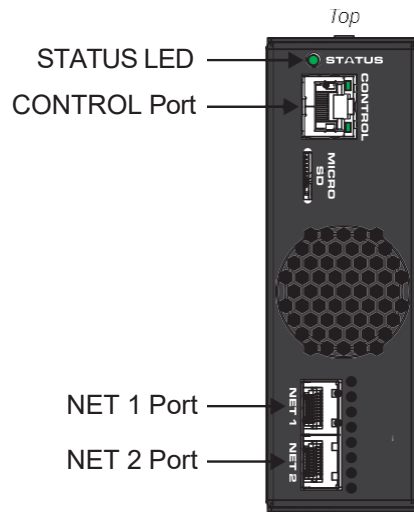 Top
STATUS LED
STATUS
CONTROL Port
CONTROL
MICRO
SD
NET 1 Port
NET 1
NET 2 Port
NET 2